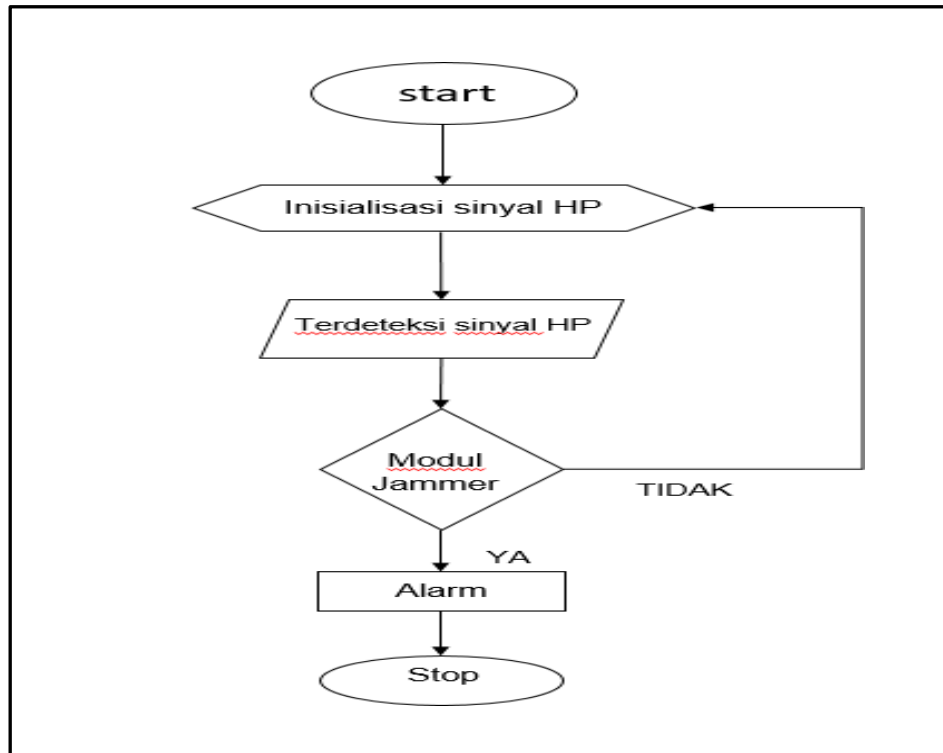 start
Inisialisasi sinyal HP
Terdeteksi sinyal HP
Modul
Jammer
TIDAK
YA
Alarm
Stop